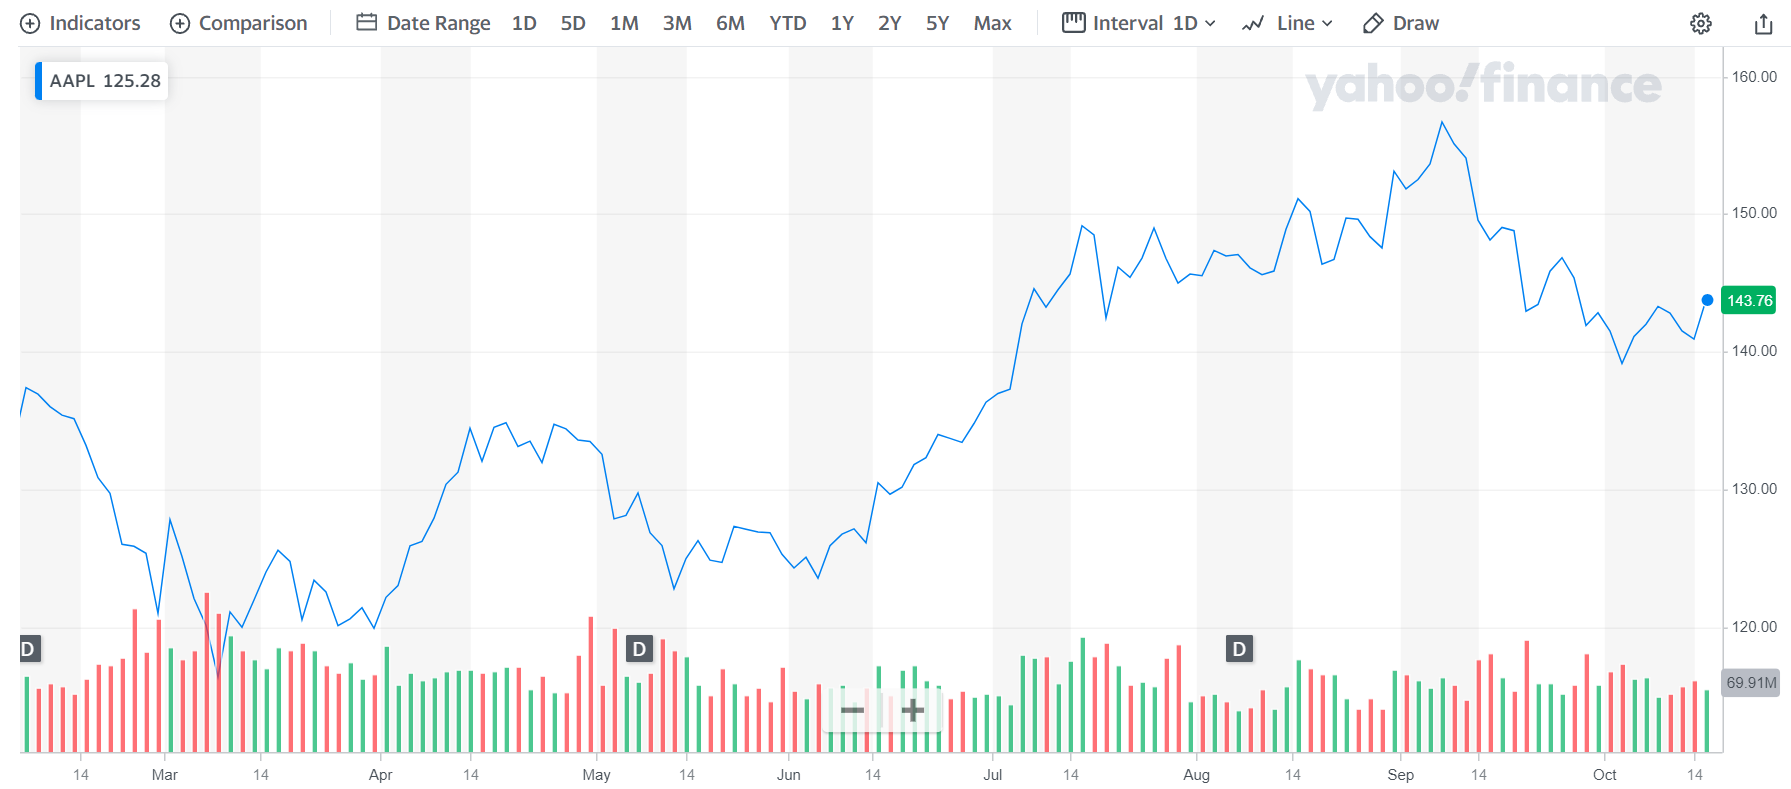 Indicators Comparison Date Range 1D 5D 1M 3M 6M YTD 1Y 2Y 5Y Max Interval 1D Line Draw
AAPL 125.28
yahoo!finance
160.00
150.00
143.76
140.00
130.00
120.00
D D D
69.91M
14 Mar 14 Apr 14 May 14 Jun 14 Jul 14 Aug 14 Sep 14 Oct 14